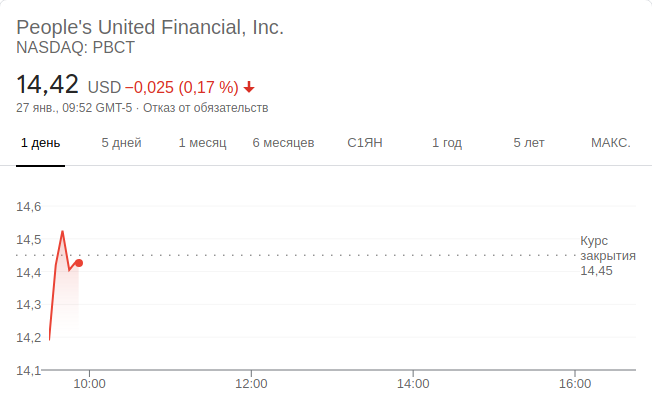 People's United Financial, Inc.
NASDAQ: PBCT
14,42 USD −0,025 (0,17 %)
27 янв., 09:52 GMT-5 · Отказ от обязательств
1 день 5 дней 1 месяц 6 месяцев С1ЯН 1 год 5 лет МАКС.
14,6
14,5
14,4
14,3
14,2
14,1
Курс
закрытия
14,45
10:00 12:00 14:00 16:00